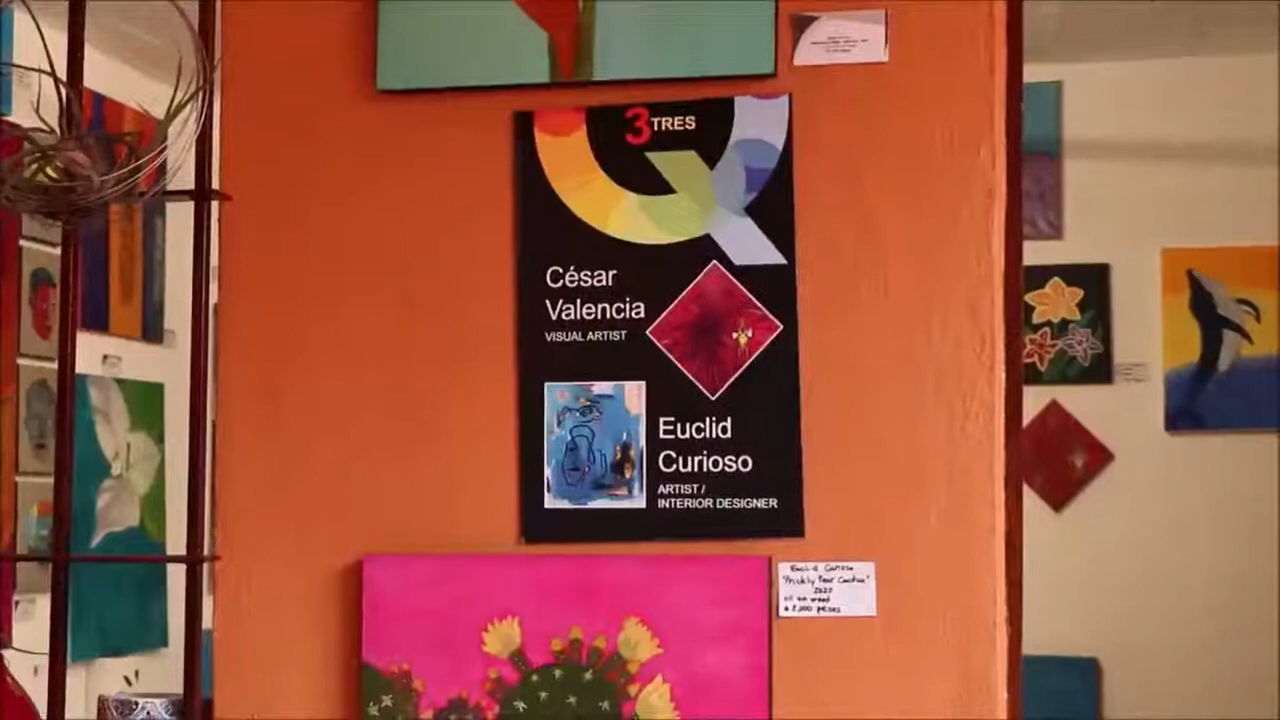 3 TRES
César
Valencia
VISUAL ARTIST
Euclid
Curioso
ARTIST /
INTERIOR DESIGNER
Euclid Curioso
"Prickly Pear Cactus"
oil on wood
pesos